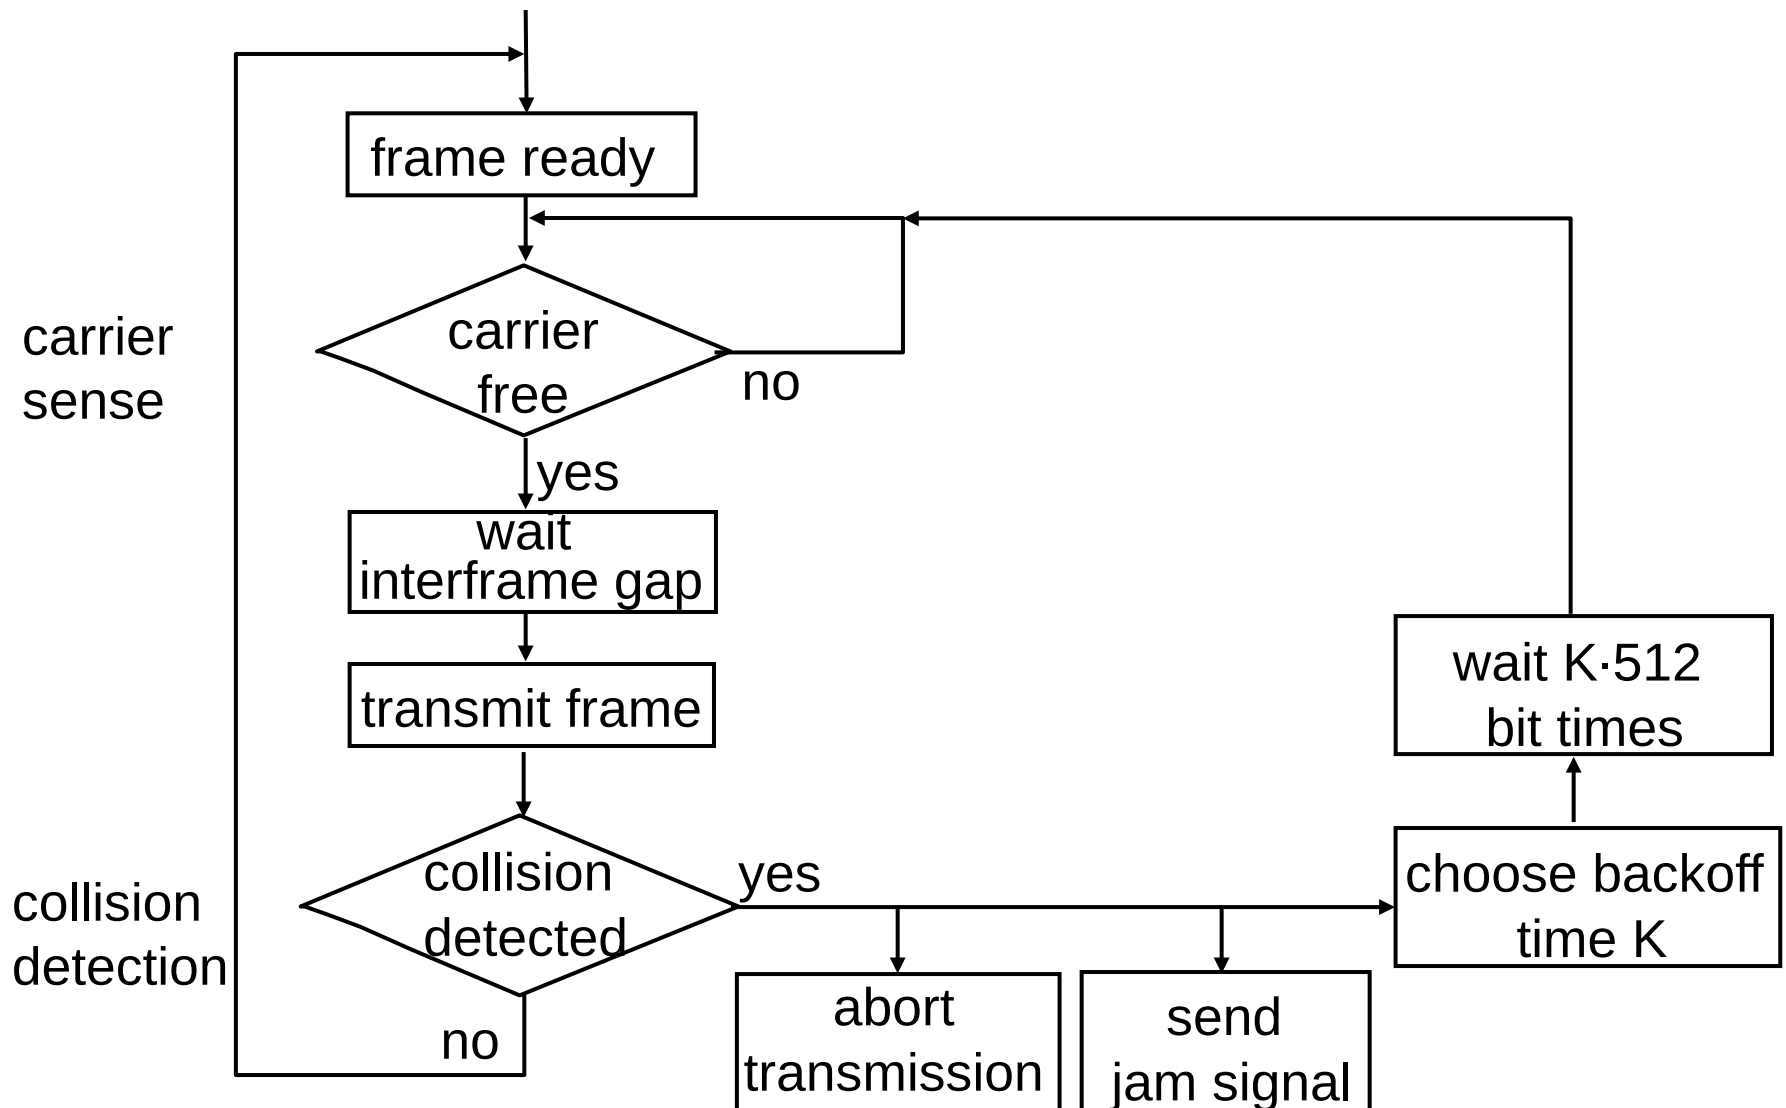 frame ready
carrier
sense
carrier
free
no
yes
wait
interframe gap
transmit frame
wait K·512
bit times
collision
detection
collision
detected
yes
no
choose backoff
time K
abort
transmission
send
jam signal